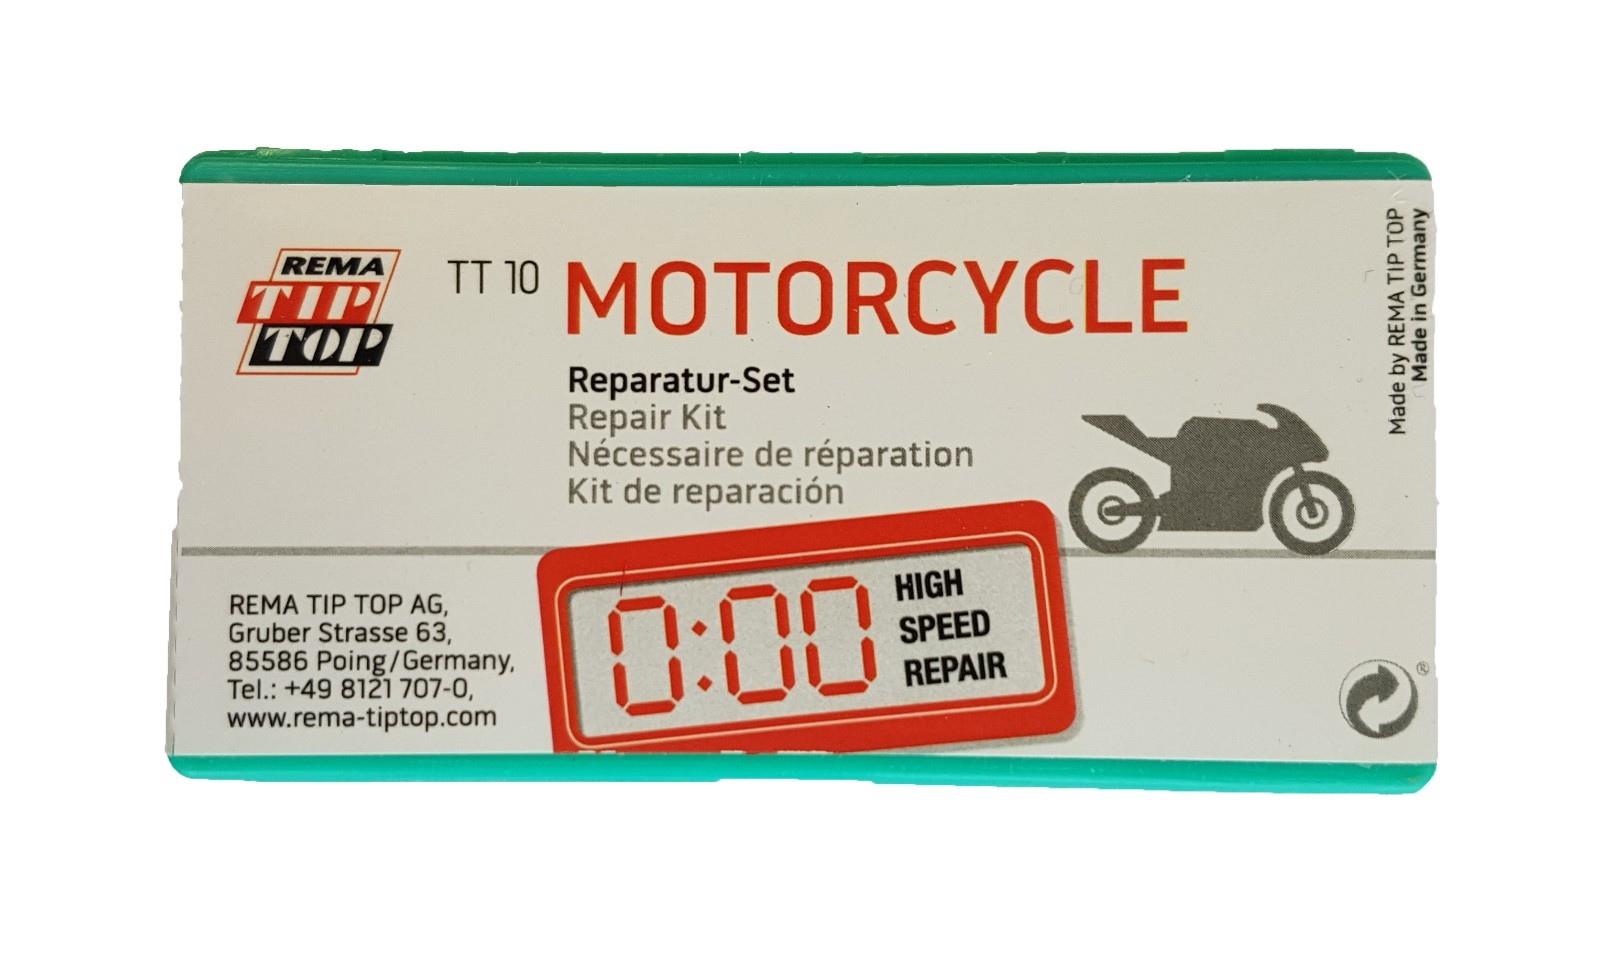 REMA
TIP
TOP
TT 10 MOTORCYCLE
Reparatur-Set
Repair Kit
Nécessaire de réparation
Kit de reparación
REMA TIP TOP AG,
Gruber Strasse 63,
85586 Poing/Germany,
Tel.: +49 8121 707-0,
www.rema-tiptop.com
0:00
HIGH
SPEED
REPAIR
Made by REMA TIP TOP
Made in Germany
®